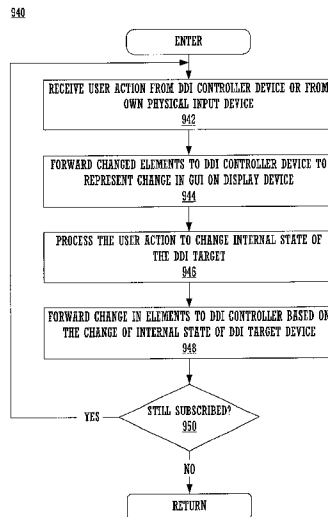 940
ENTER
RECEIVE USER ACTION FROM DDI CONTROLLER DEVICE OR FROM
OWN PHYSICAL INPUT DEVICE
942
FORWARD CHANGED ELEMENTS TO DDI CONTROLLER DEVICE TO
REPRESENT CHANGE IN GUI ON DISPLAY DEVICE
944
PROCESS THE USER ACTION TO CHANGE INTERNAL STATE OF
THE DDI TARGET
946
FORWARD CHANGE IN ELEMENTS TO DDI CONTROLLER BASED ON
THE CHANGE OF INTERNAL STATE OF DDI TARGET DEVICE
948
STILL SUBSCRIBED?
950
YES
NO
RETURN